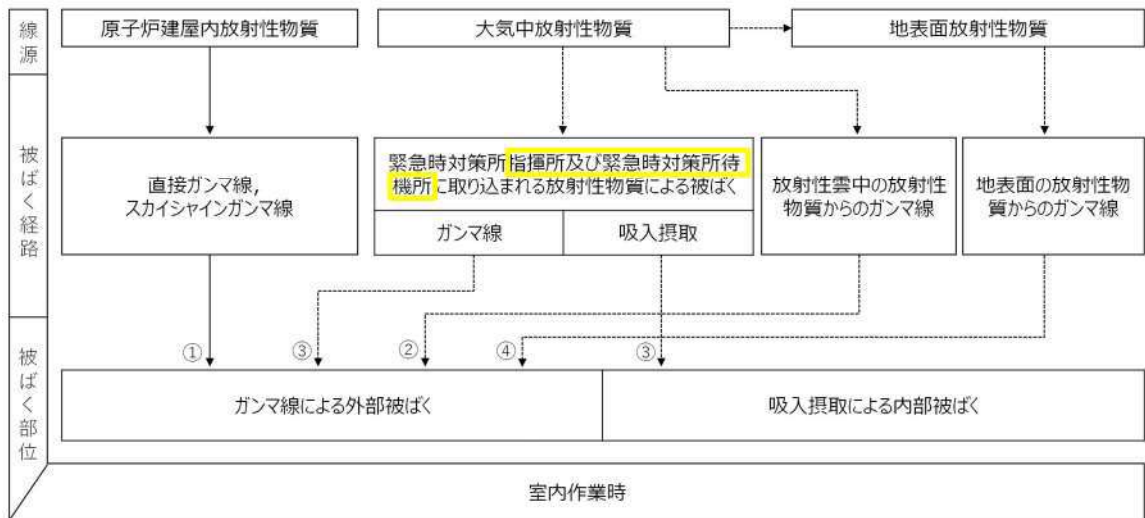 線源
原子炉建屋内放射性物質
大気中放射性物質
地表面放射性物質
被ばく経路
直接ガンマ線,
スカイシャインガンマ線
緊急時対策所指揮所及び緊急時対策所待
機所に取り込まれる放射性物質による被ばく
ガンマ線
吸入摂取
放射性雲中の放射性
物質からのガンマ線
地表面の放射性物
質からのガンマ線
①
③
②
④
③
被ばく部位
ガンマ線による外部被ばく
吸入摂取による内部被ばく
室内作業時